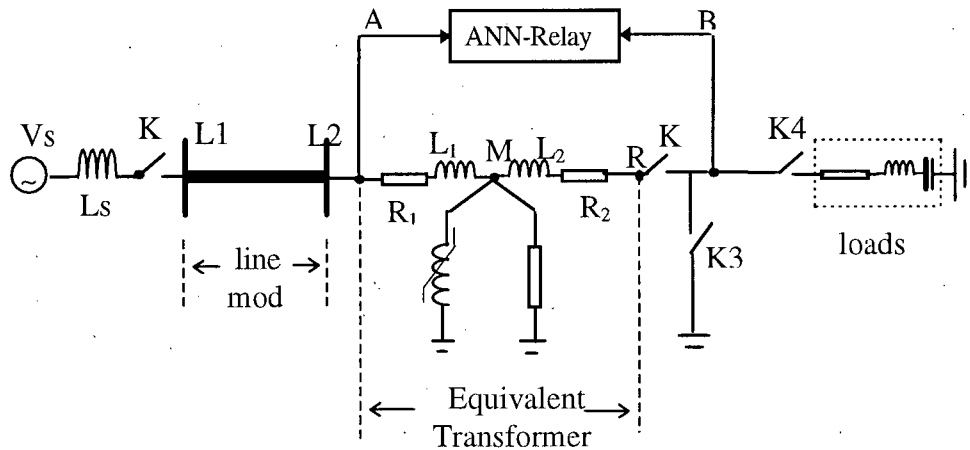 A
ANN-Relay
B
Vs
K
L1
L2
L₁
M
L₂
R
K
K4
Ls
R₁
R₂
K3
loads
line
mod
Equivalent
Transformer